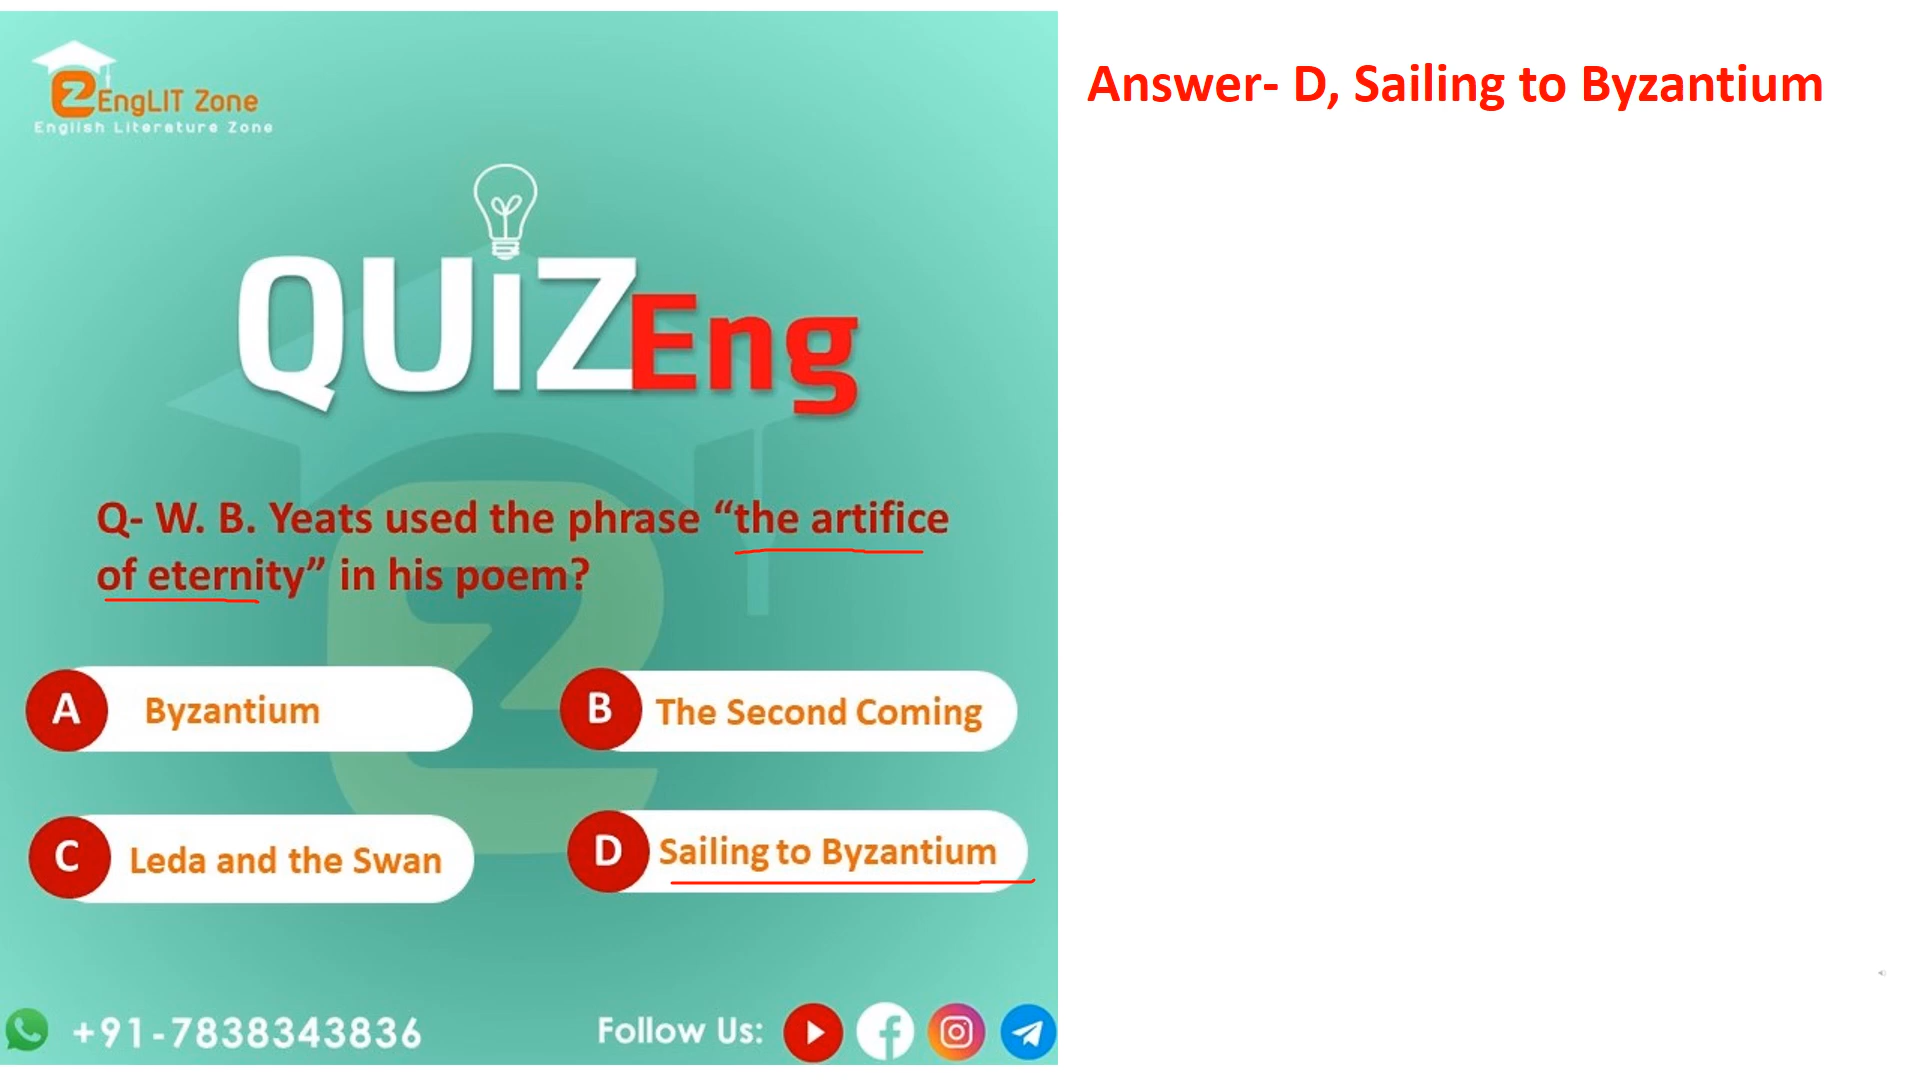 EngLIT Zone
English Literature Zone
QUiZEng
Q- W. B. Yeats used the phrase “the artifice
of eternity” in his poem?
A Byzantium
B The Second Coming
C Leda and the Swan
D Sailing to Byzantium
+91-7838343836
Follow Us:
Answer- D, Sailing to Byzantium